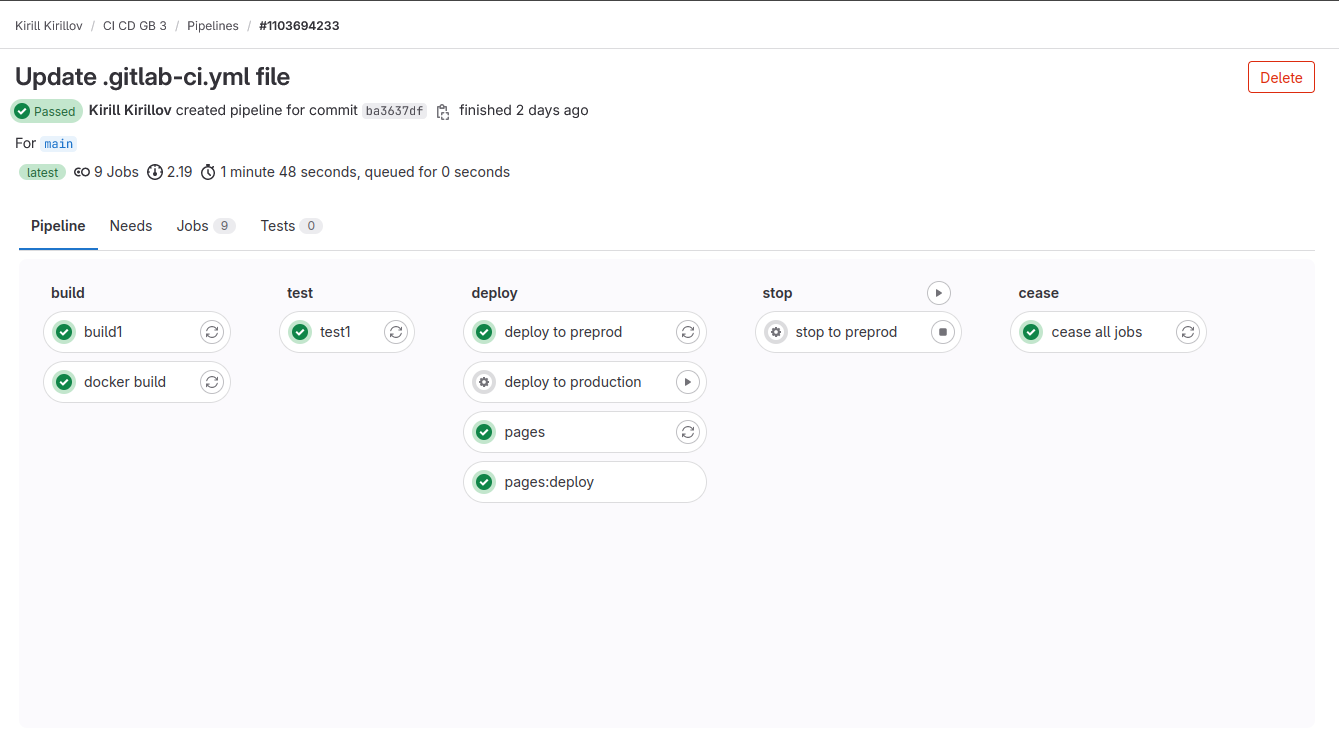 Kirill Kirillov / CI CD GB 3 / Pipelines / #1103694233
Update .gitlab-ci.yml file
Delete
Passed Kirill Kirillov created pipeline for commit ba3637df finished 2 days ago
For main
latest 9 Jobs 2.19 1 minute 48 seconds, queued for 0 seconds
Pipeline Needs Jobs 9 Tests 0
build test deploy stop cease
build1 test1 deploy to preprod stop to preprod cease all jobs
docker build deploy to production
pages
pages:deploy